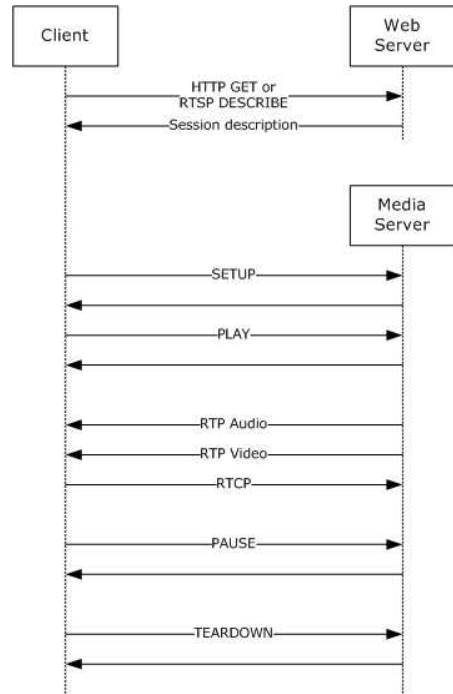 Client
Web
Server
HTTP GET or
RTSP DESCRIBE
Session description
Media
Server
SETUP
PLAY
RTP Audio
RTP Video
RTCP
PAUSE
TEARDOWN